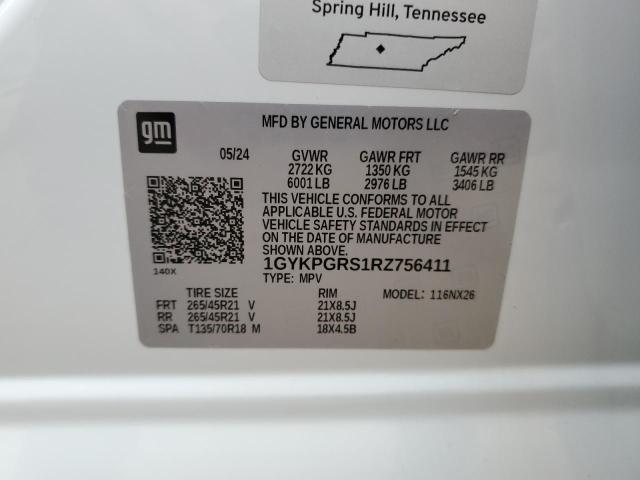 Spring Hill, Tennessee
gm
MFD BY GENERAL MOTORS LLC
05/24 GVWR GAWR FRT GAWR RR
2722 KG 1350 KG 1545 KG
6001 LB 2976 LB 3406 LB
THIS VEHICLE CONFORMS TO ALL
APPLICABLE U.S. FEDERAL MOTOR
VEHICLE SAFETY STANDARDS IN EFFECT
ON THE DATE OF MANUFACTURE
SHOWN ABOVE.
140X
1GYKPGRS1RZ756411
TYPE: MPV
TIRE SIZE RIM MODEL: 116NX26
FRT 265/45R21 V 21X8.5J
RR 265/45R21 V 21X8.5J
SPA T135/70R18 M 18X4.5B